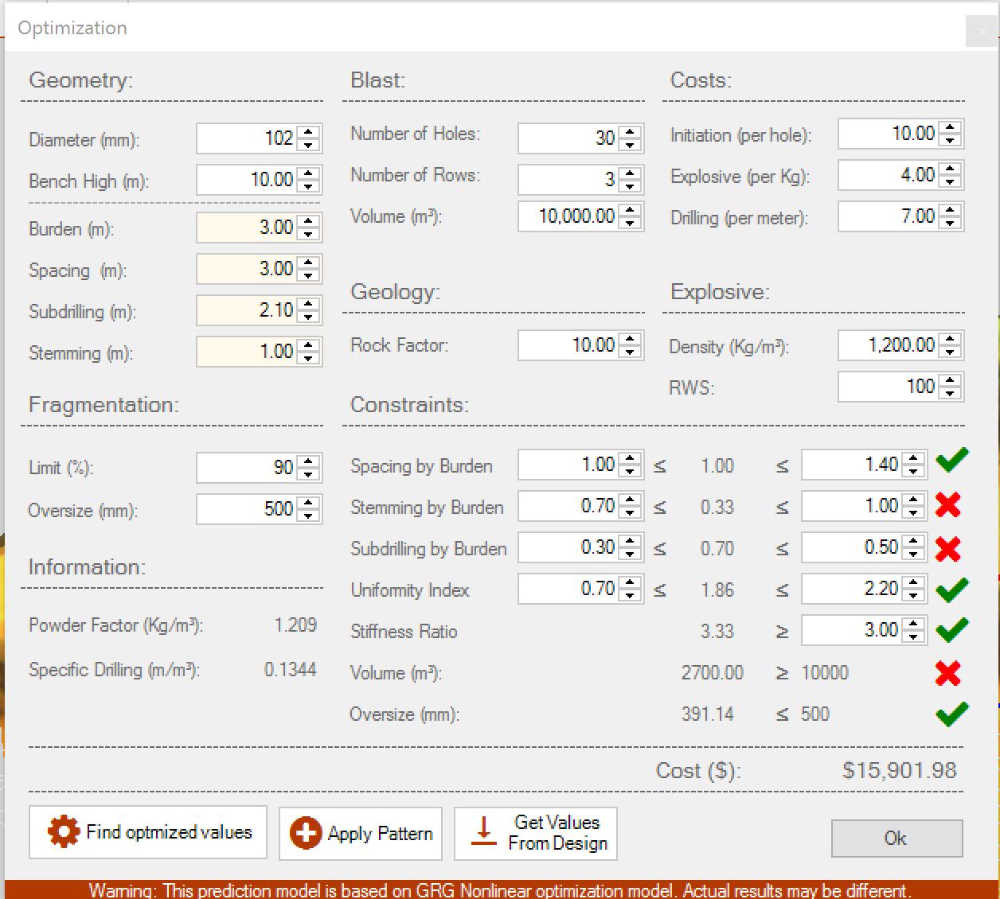 Optimization
Geometry:
Diameter (mm): 102
Bench High (m): 10.00
Burden (m): 3.00
Spacing (m): 3.00
Subdrilling (m): 2.10
Stemming (m): 1.00
Blast:
Number of Holes: 30
Number of Rows: 3
Volume (m³): 10,000.00
Costs:
Initiation (per hole): 10.00
Explosive (per Kg): 4.00
Drilling (per meter): 7.00
Geology:
Rock Factor: 10.00
Explosive:
Density (Kg/m³): 1,200.00
RWS: 100
Fragmentation:
Limit (%): 90
Oversize (mm): 500
Information:
Powder Factor (Kg/m³): 1.209
Specific Drilling (m/m³): 0.1344
Constraints:
Spacing by Burden 1.00 ≤ 1.00 ≤ 1.40
Stemming by Burden 0.70 ≤ 0.33 ≤ 1.00
Subdrilling by Burden 0.30 ≤ 0.70 ≤ 0.50
Uniformity Index 0.70 ≤ 1.86 ≤ 2.20
Stiffness Ratio 3.33 ≥ 3.00
Volume (m³): 2700.00 ≥ 10000
Oversize (mm): 391.14 ≤ 500
Cost ($): $15,901.98
Find optmized values
Apply Pattern
Get Values
From Design
Ok
Warning: This prediction model is based on GRG Nonlinear optimization model. Actual results may be different.